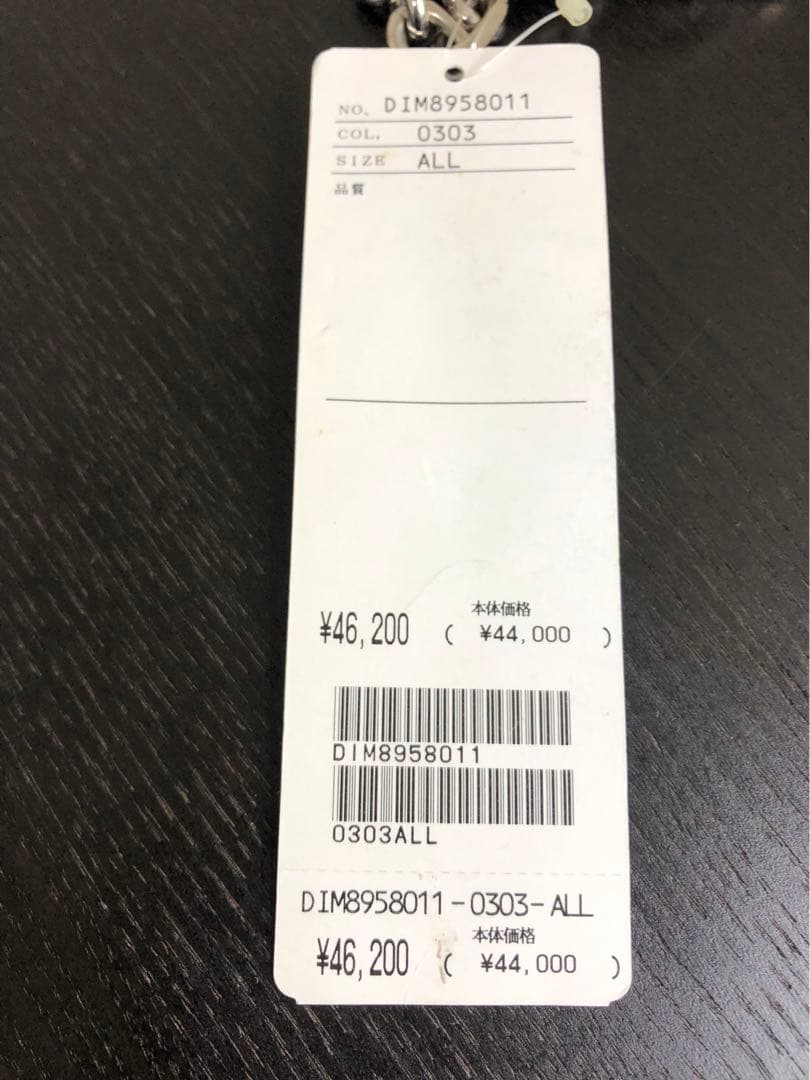 NO. DIM8958011
COL. 0303
SIZE ALL
品質
本体価格
¥46,200 ( ¥44,000 )
DIM8958011
0303ALL
DIM8958011-0303-ALL
本体価格
¥46,200 ( ¥44,000 )